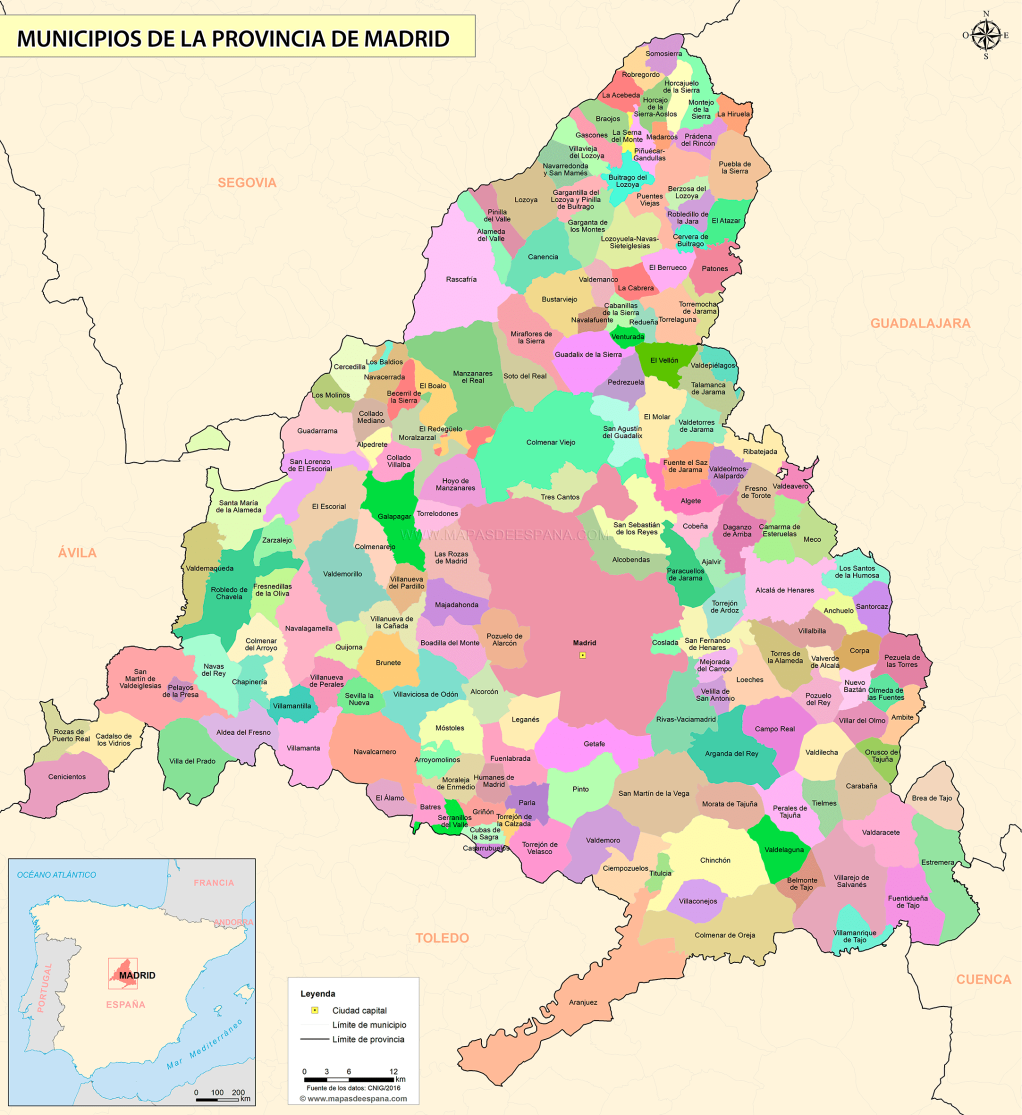 MUNICIPIOS DE LA PROVINCIA DE MADRID
N
O
E
S
SEGOVIA
GUADALAJARA
ÁVILA
TOLEDO
CUENCA
Somosierra
Robregordo
Horcajuelo
de la Sierra
La Acebeda
Horcajo
de la
Sierra-Aoslos
Montejo
de la
Sierra
La Hiruela
Braojos
Gascones
La Serna
del Monte
Madarcos
Prádena
del Rincón
Villavieja
del Lozoya
Piñuécar-
Gandullas
Navarredonda
y San Mamés
Buitrago del
Lozoya
Puebla de
la Sierra
Lozoya
Gargantilla del
Lozoya y Pinilla
de Buitrago
Puentes
Viejas
Berzosa del
Lozoya
Pinilla
del Valle
Robledillo de
la Jara
El Atazar
Alameda
del Valle
Garganta de
los Montes
Lozoyuela-Navas-
Sieteiglesias
Cervera de
Buitrago
Canencia
Rascafría
El Berrueco
Patones
Valdemanco
La Cabrera
Bustarviejo
Cabanillas
de la Sierra
Torremocha
de Jarama
Navalafuente
Redueña
Torrelaguna
Miraflores de
la Sierra
Venturada
Guadalix de la Sierra
El Vellón
Valdepiélagos
Cercedilla
Los Baldios
Navacerrada
Manzanares
el Real
Soto del Real
Pedrezuela
Talamanca
de Jarama
Los Molinos
Becerril de
la Sierra
El Boalo
Collado
Mediano
El Molar
Valdetorres
de Jarama
Guadarrama
El Redegüelo
Moralzarzal
Alpedrete
Colmenar Viejo
San Agustín
del Guadalix
Ribatejada
San Lorenzo
de El Escorial
Collado
Villalba
Fuente el Saz
de Jarama
Valdeolmos-
Alalpardo
Hoyo de
Manzanares
Fresno
de Torote
Valdeavero
Tres Cantos
Algete
Santa María
de la Alameda
El Escorial
Galapagar
Torrelodones
San Sebastián
de los Reyes
Cobeña
Daganzo
de Arriba
Camarma de
Esteruelas
Meco
WWW.MAPASDEESPANA.COM
Zarzalejo
Colmenarejo
Las Rozas
de Madrid
Alcobendas
Ajalvir
Paracuellos
de Jarama
Los Santos
de la Humosa
Valdemaqueda
Robledo de
Chavela
Fresnedillas
de la Oliva
Valdemorillo
Villanueva
del Pardillo
Alcalá de Henares
Majadahonda
Torrejón
de Ardoz
Anchuelo
Santorcaz
Navalagamella
Villanueva de
la Cañada
Villalbilla
Colmenar
del Arroyo
Quijorna
Boadilla del Monte
Pozuelo de
Alarcón
Madrid
Coslada
San Fernando
de Henares
Torres de
la Alameda
Valverde
de Alcalá
Corpa
Pezuela de
las Torres
San
Martín de
Valdeiglesias
Navas
del Rey
Chapinería
Brunete
Mejorada
del Campo
Loeches
Pelayos
de la Presa
Villanueva
de Perales
Nuevo
Baztán
Olmeda de
las Fuentes
Villamantilla
Sevilla la
Nueva
Villaviciosa de Odón
Alcorcón
Velilla de
San Antonio
Pozuelo
del Rey
Rozas de
Puerto Real
Cadalso de
los Vidrios
Aldea del Fresno
Móstoles
Leganés
Rivas-Vaciamadrid
Campo Real
Villar del Olmo
Ambite
Villa del Prado
Villamanta
Navalcarnero
Arroyomolinos
Fuenlabrada
Getafe
Arganda del Rey
Valdilecha
Orusco de
Tajuña
Cenicientos
Moraleja
de Enmedio
Humanes de
Madrid
Pinto
San Martín de la Vega
Carabaña
Brea de Tajo
El Álamo
Batres
Griñón
Parla
Morata de Tajuña
Perales de
Tajuña
Tielmes
Serranillos
del Valle
Torrejón de
la Calzada
Cubas de
la Sagra
Casarrubuelos
Torrejón de
Velasco
Valdemoro
Valdaracete
Ciempozuelos
Titulcia
Chinchón
Valdelaguna
Estremera
Belmonte
de Tajo
Villarejo de
Salvanés
Villaconejos
Fuentidueña
de Tajo
Colmenar de Oreja
Villamanrique
de Tajo
Aranjuez
OCÉANO ATLÁNTICO
FRANCIA
ANDORRA
PORTUGAL
MADRID
ESPAÑA
Mar Mediterráneo
0 100 200
km
Leyenda
Ciudad capital
Límite de municipio
Límite de provincia
0 3 6 12
km
Fuente de los datos: CNIG/2016
© www.mapasdeespana.com